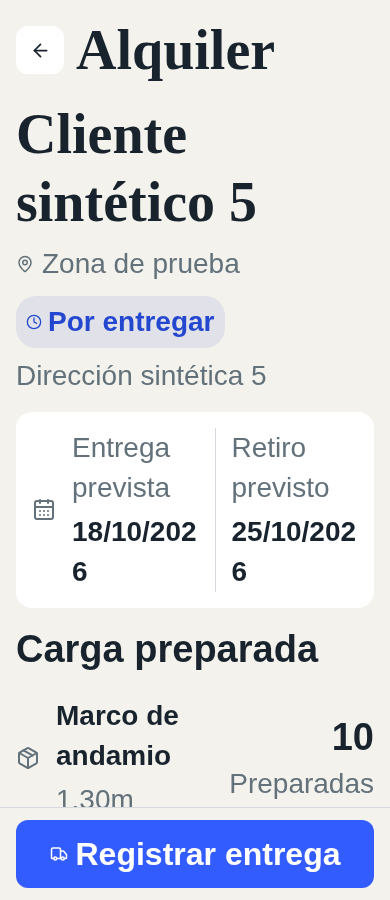 Alquiler
Cliente
sintético 5
Zona de prueba
Por entregar
Dirección sintética 5
Entrega
prevista
18/10/202
6
Retiro
previsto
25/10/202
6
Carga preparada
Marco de
andamio
1.30m
10
Preparadas
Registrar entrega